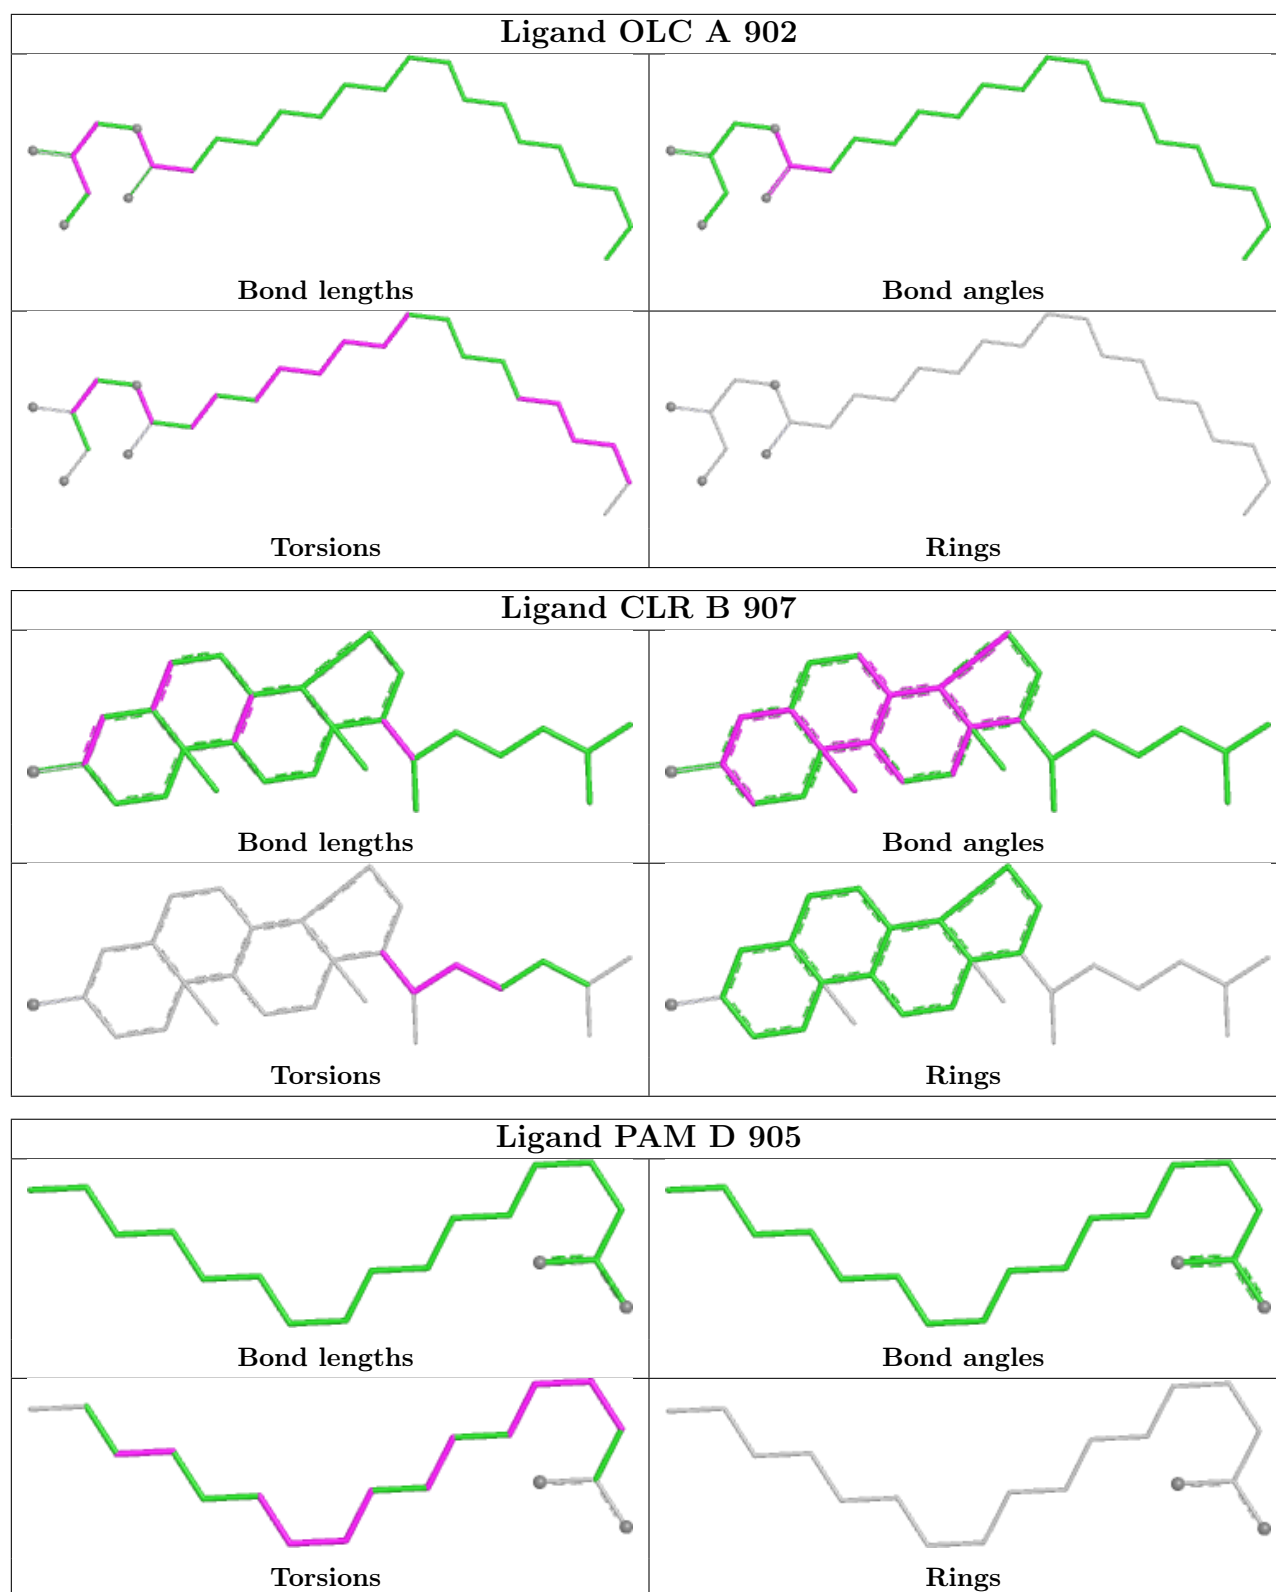 Ligand OLC A 902
Bond lengths
Bond angles
Torsions
Rings
Ligand CLR B 907
Bond lengths
Bond angles
Torsions
Rings
Ligand PAM D 905
Bond lengths
Bond angles
Torsions
Rings